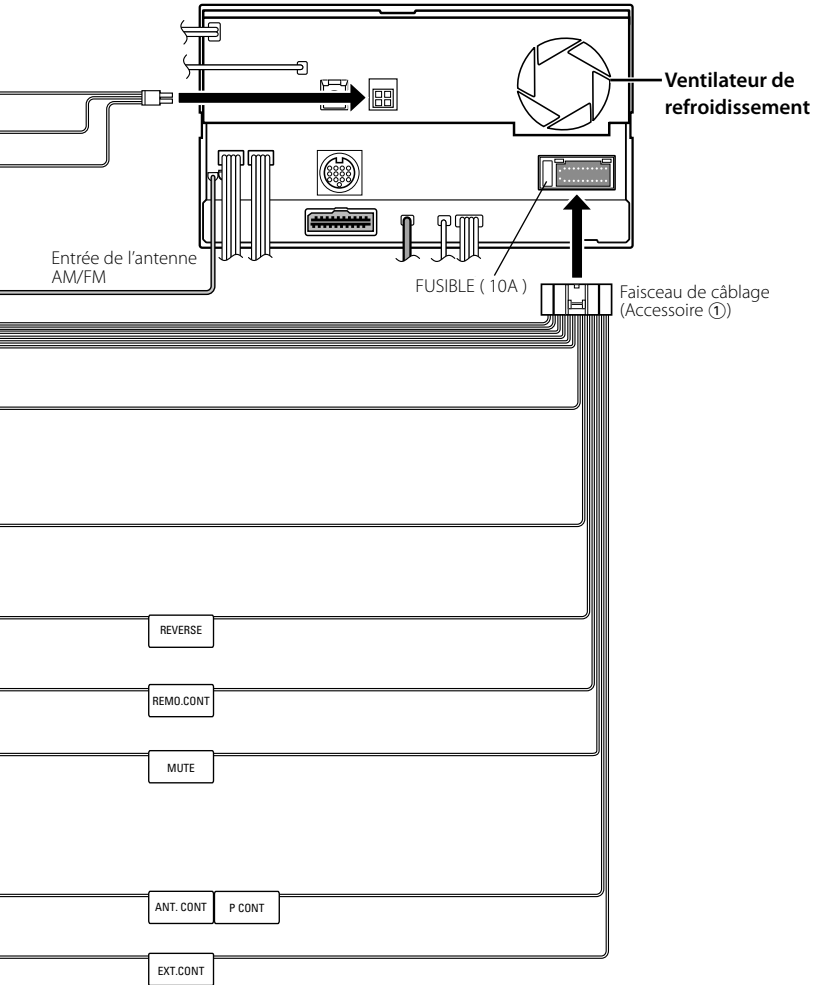 Ventilateur de
refroidissement
Entrée de l’antenne
AM/FM
FUSIBLE ( 10A )
Faisceau de câblage
(Accessoire ①)
REVERSE
REMO.CONT
MUTE
ANT. CONT P CONT
EXT.CONT